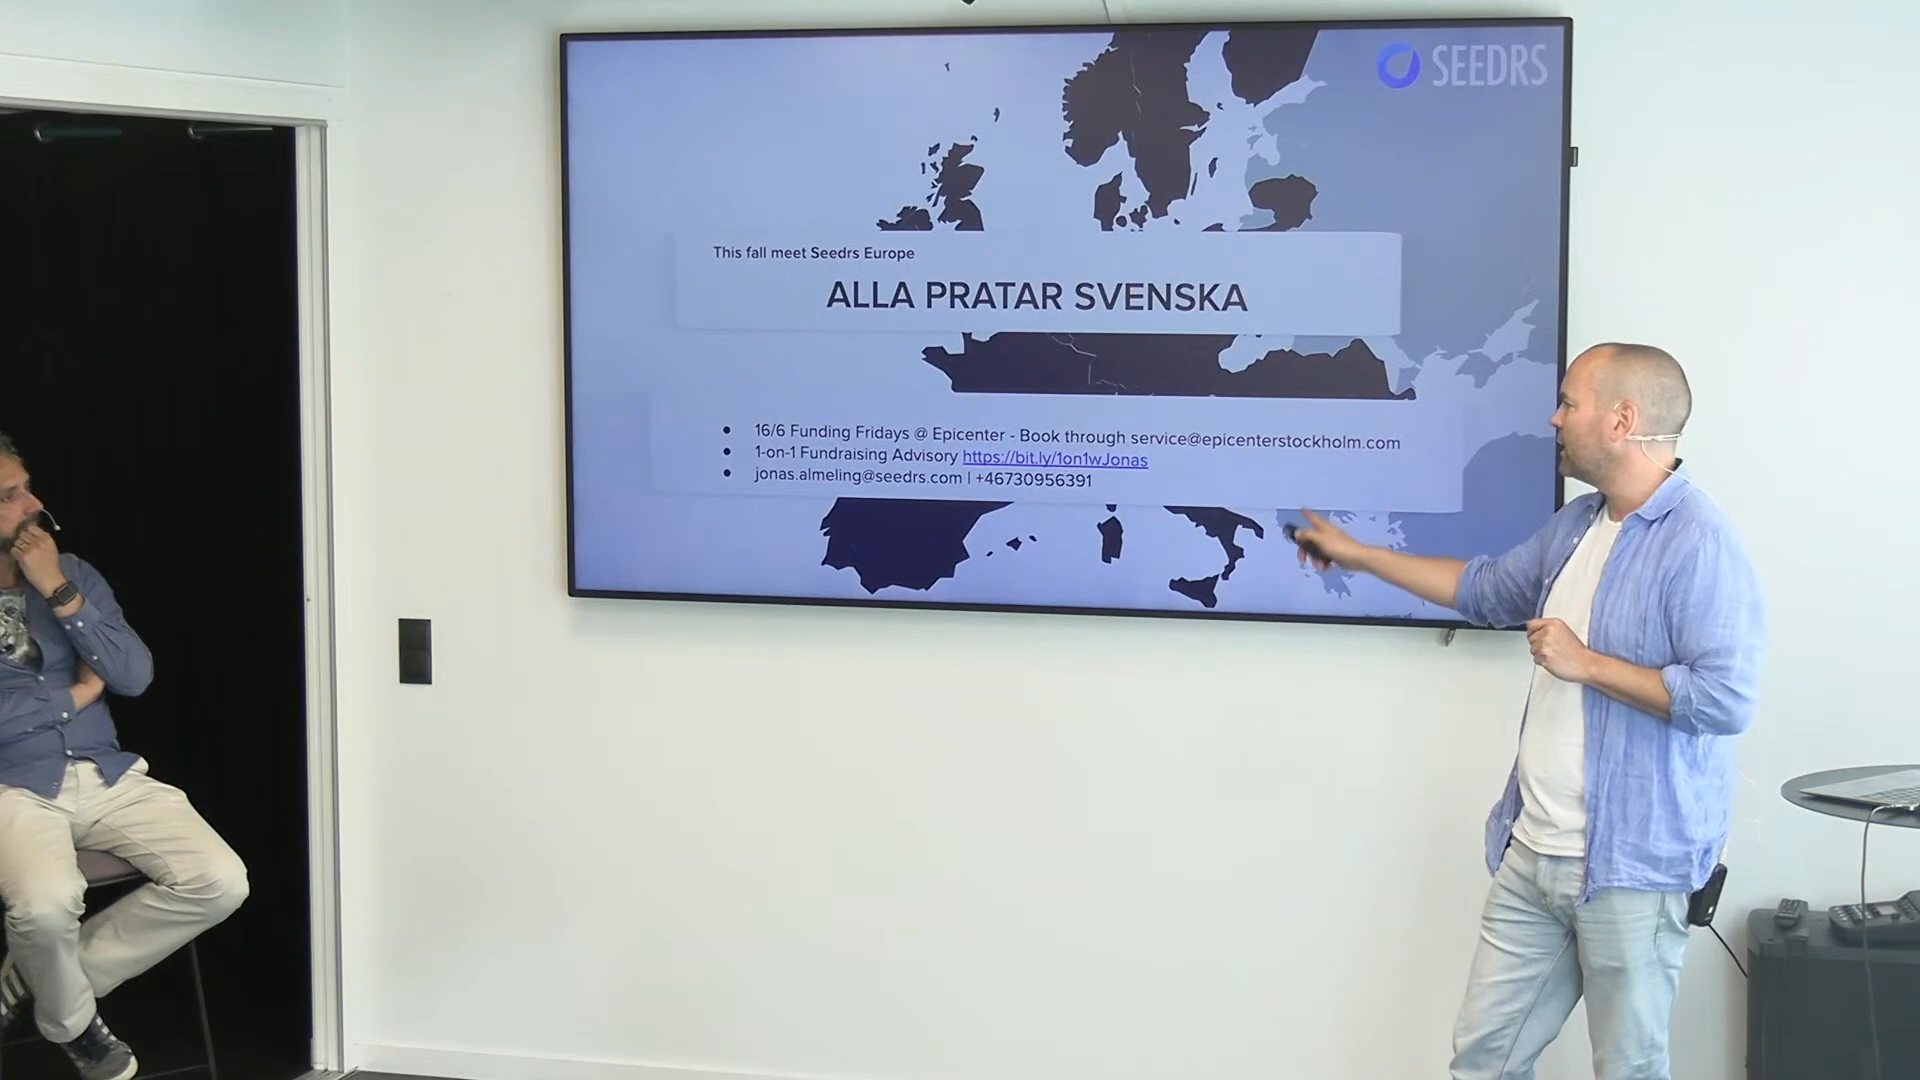 SEEDRS
This fall meet Seedrs Europe
ALLA PRATAR SVENSKA
• 16/6 Funding Fridays @ Epicenter - Book through service@epicenterstockholm.com
• 1-on-1 Fundraising Advisory https://bit.ly/1on1wJonas
• jonas.almeling@seedrs.com | +46730956391